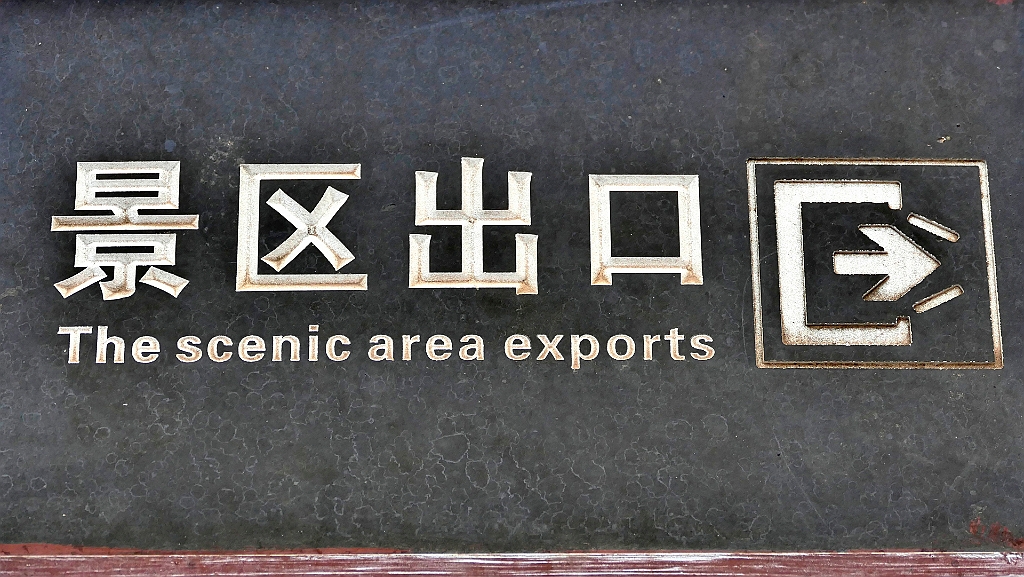 景区出口
The scenic area exports